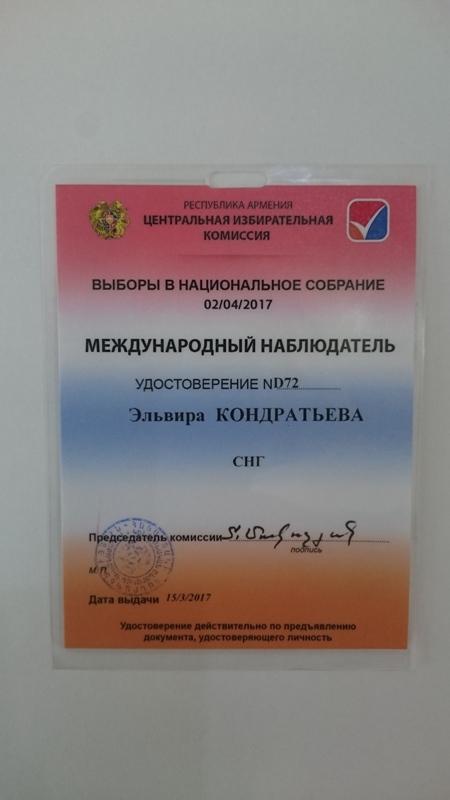 РЕСПУБЛИКА АРМЕНИЯ
ЦЕНТРАЛЬНАЯ ИЗБИРАТЕЛЬНАЯ
КОМИССИЯ
ВЫБОРЫ В НАЦИОНАЛЬНОЕ СОБРАНИЕ
02/04/2017
МЕЖДУНАРОДНЫЙ НАБЛЮДАТЕЛЬ
УДОСТОВЕРЕНИЕ ND72
Эльвира КОНДРАТЬЕВА
СНГ
Председатель комиссии
подпись
М.П.
Дата выдачи 15/3/2017
Удостоверение действительно по предъявлению
документа, удостоверяющего личность